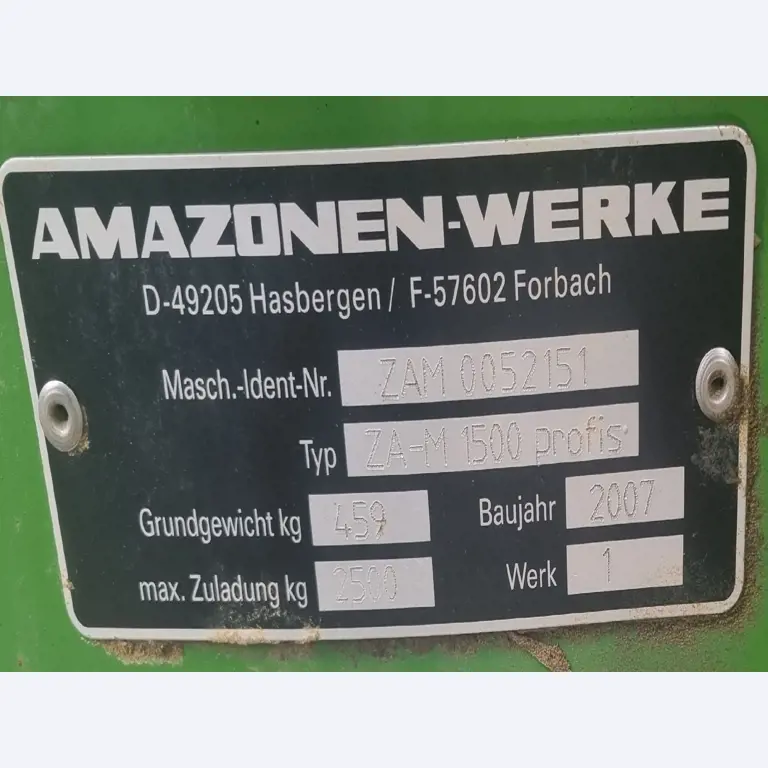 AMAZONEN-WERKE
D-49205 Hasbergen / F-57602 Forbach
Masch.-Ident-Nr. ZAM 0052151
Typ ZA-M 1500 profis
Grundgewicht kg 459 Baujahr 2007
max. Zuladung kg 2500 Werk 1